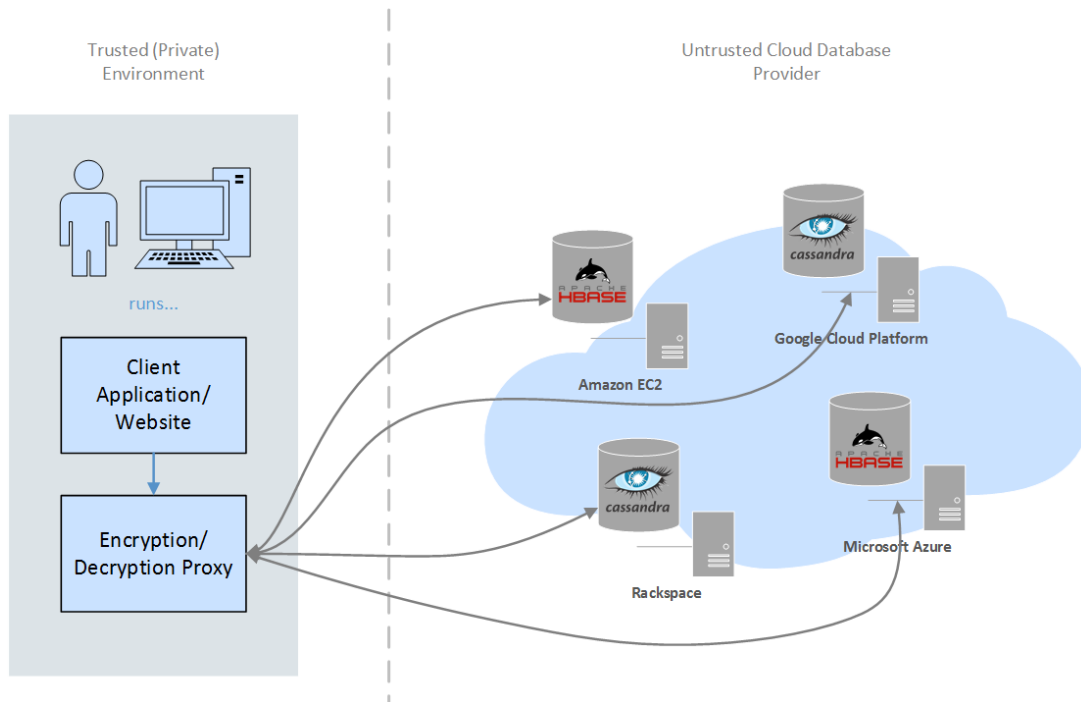 Trusted (Private)
Environment
Untrusted Cloud Database
Provider
runs...
Client
Application/
Website
Encryption/
Decryption Proxy
APACHE
HBASE
Amazon EC2
cassandra
Google Cloud Platform
cassandra
Rackspace
APACHE
HBASE
Microsoft Azure